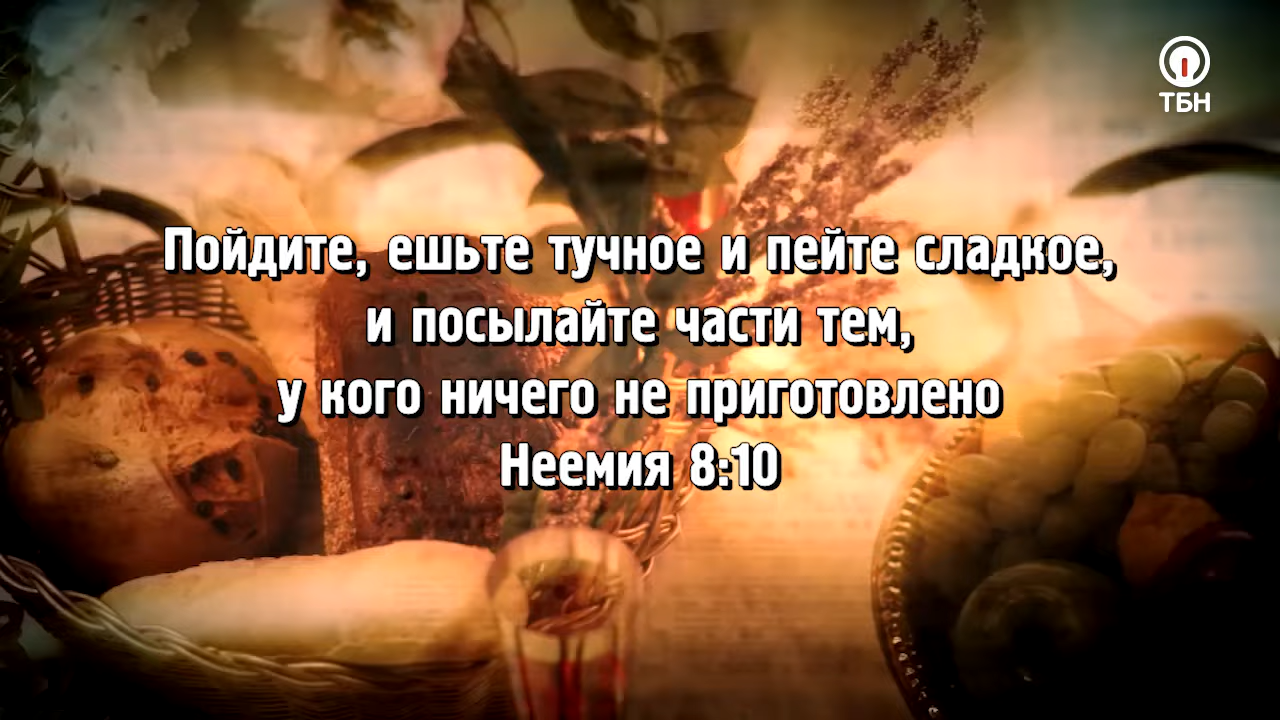 ТБН
Пойдите, ешьте тучное и пейте сладкое,
и посылайте части тем,
у кого ничего не приготовлено
Неемия 8:10